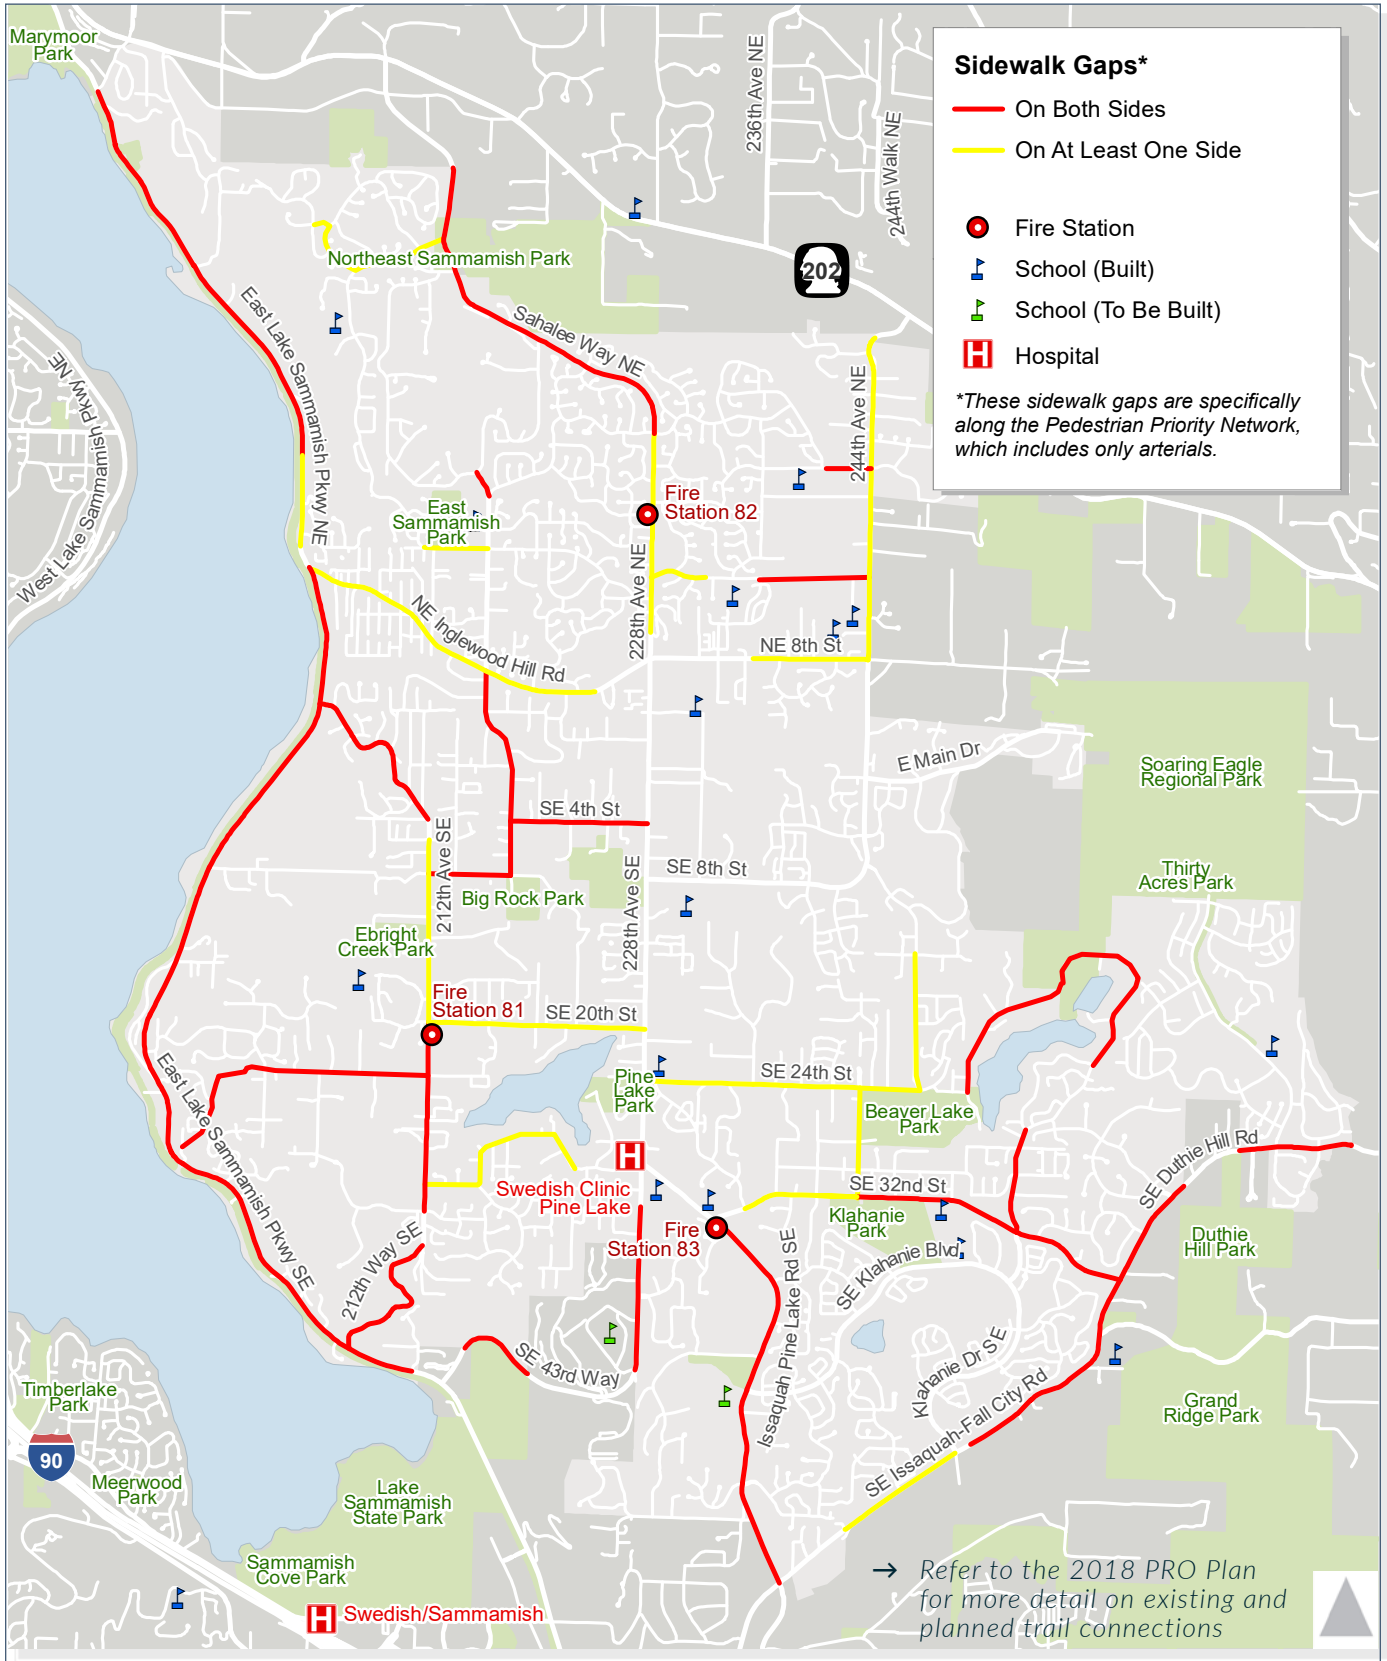 Marymoor
Park
236th Ave NE
244th Walk NE
Sidewalk Gaps*
On Both Sides
On At Least One Side
Fire Station
School (Built)
School (To Be Built)
Hospital
*These sidewalk gaps are specifically
along the Pedestrian Priority Network,
which includes only arterials.
202
Northeast Sammamish Park
East Lake Sammamish Pkwy NE
Sahalee Way NE
West Lake Sammamish Pkwy NE
244th Ave NE
East
Sammamish
Park
Fire
Station 82
228th Ave NE
NE Inglewood Hill Rd
NE 8th St
E Main Dr
Soaring Eagle
Regional Park
SE 4th St
212th Ave SE
228th Ave SE
SE 8th St
Thirty
Acres Park
Big Rock Park
Ebright
Creek Park
Fire
Station 81
SE 20th St
SE 24th St
Pine
Lake
Park
Beaver Lake
Park
East Lake Sammamish Pkwy SE
SE Duthie Hill Rd
Swedish Clinic
Pine Lake
SE 32nd St
Klahanie
Park
Fire
Station 83
Duthie
Hill Park
212th Way SE
SE Klahanie Blvd
Issaquah Pine Lake Rd SE
SE 43rd Way
Klahanie Dr SE
SE Issaquah-Fall City Rd
Timberlake
Park
Grand
Ridge Park
90
Meerwood
Park
Lake
Sammamish
State Park
Sammamish
Cove Park
Swedish/Sammamish
→ Refer to the 2018 PRO Plan
for more detail on existing and
planned trail connections